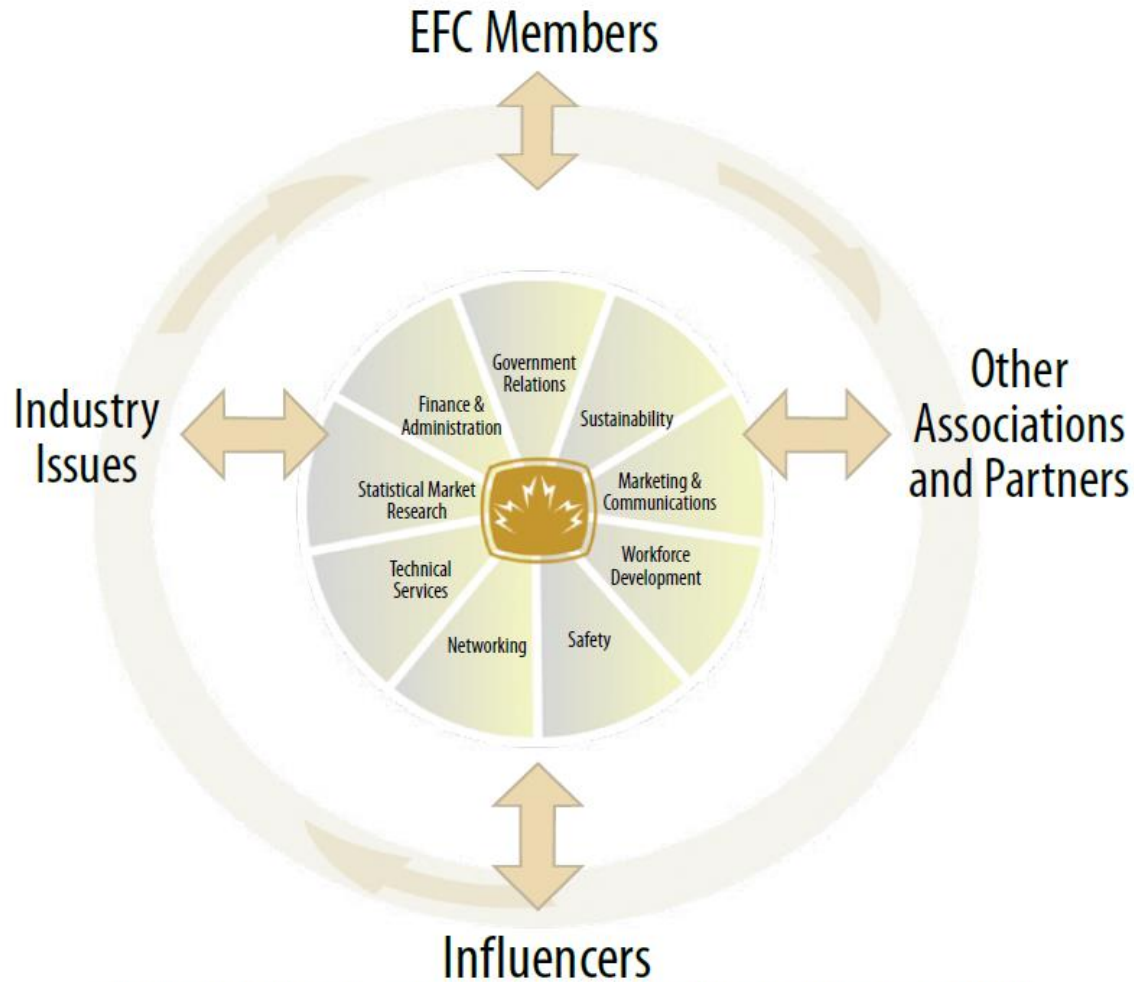 EFC Members
Industry
Issues
Other
Associations
and Partners
Government
Relations
Sustainability
Marketing &
Communications
Workforce
Development
Safety
Networking
Technical
Services
Statistical Market
Research
Finance &
Administration
Influencers